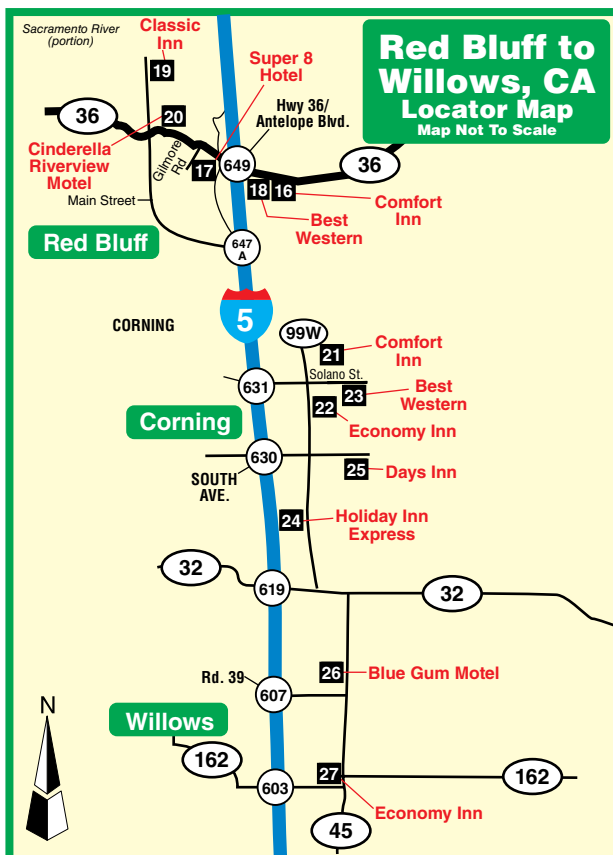 Sacramento River
(portion)
Classic
Inn
19
Super 8
Hotel
Red Bluff to
Willows, CA
Locator Map
Map Not To Scale
36
20
Hwy 36/
Antelope Blvd.
Cinderella
Riverview
Motel
Gilmore
Rd
17
649
36
18
16
Comfort
Inn
Main Street
Best
Western
Red Bluff
647
A
5
CORNING
99W
21
Comfort
Inn
Solano St.
631
23
Best
Western
22
Economy Inn
Corning
630
25
Days Inn
SOUTH
AVE.
24
Holiday Inn
Express
32
619
32
26
Blue Gum Motel
Rd. 39
607
N
Willows
162
27
162
603
Economy Inn
45